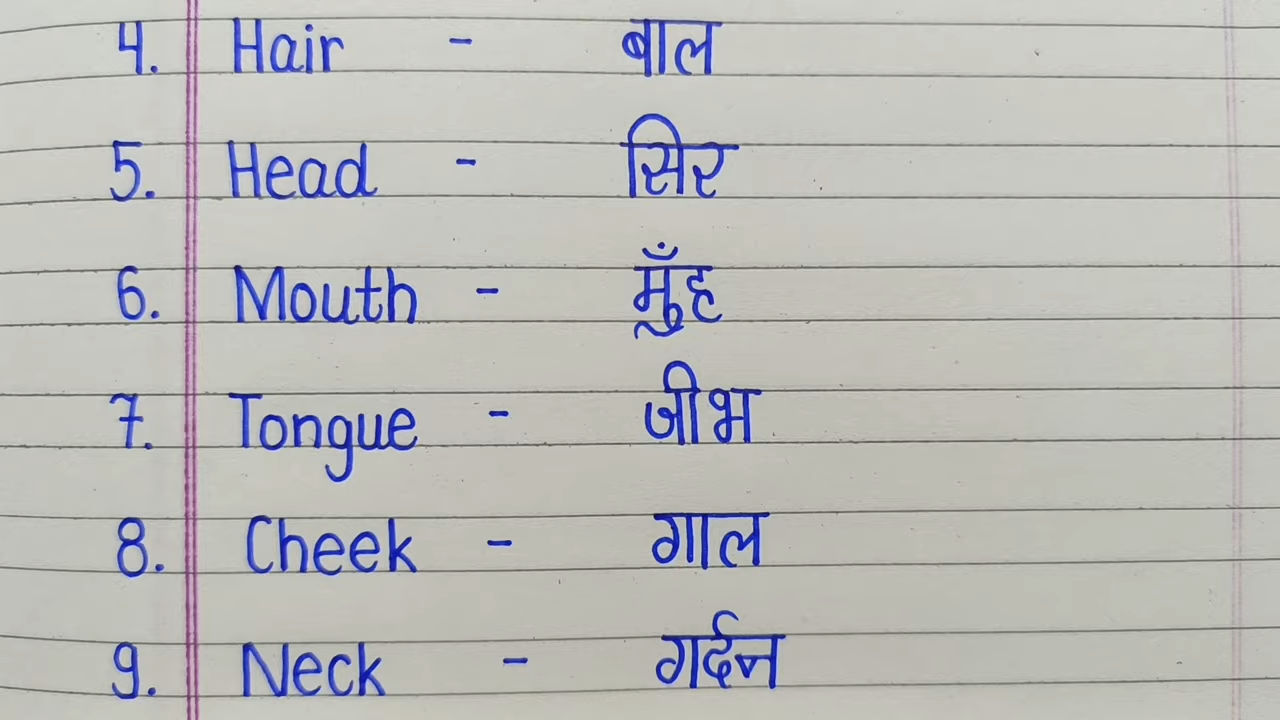 4. Hair - बाल
5. Head - सिर
6. Mouth - मुँह
7. Tongue - जीभ
8. Cheek - गाल
9. Neck - गर्दन